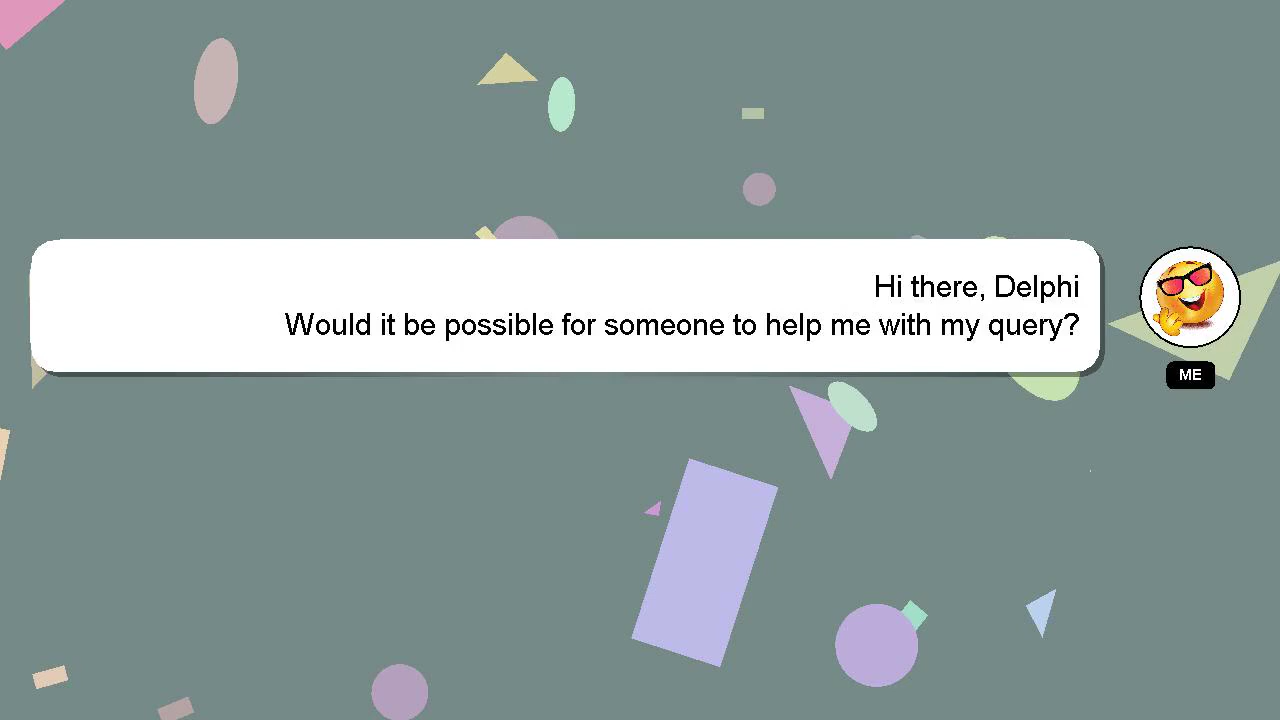 Hi there, Delphi
Would it be possible for someone to help me with my query?
ME